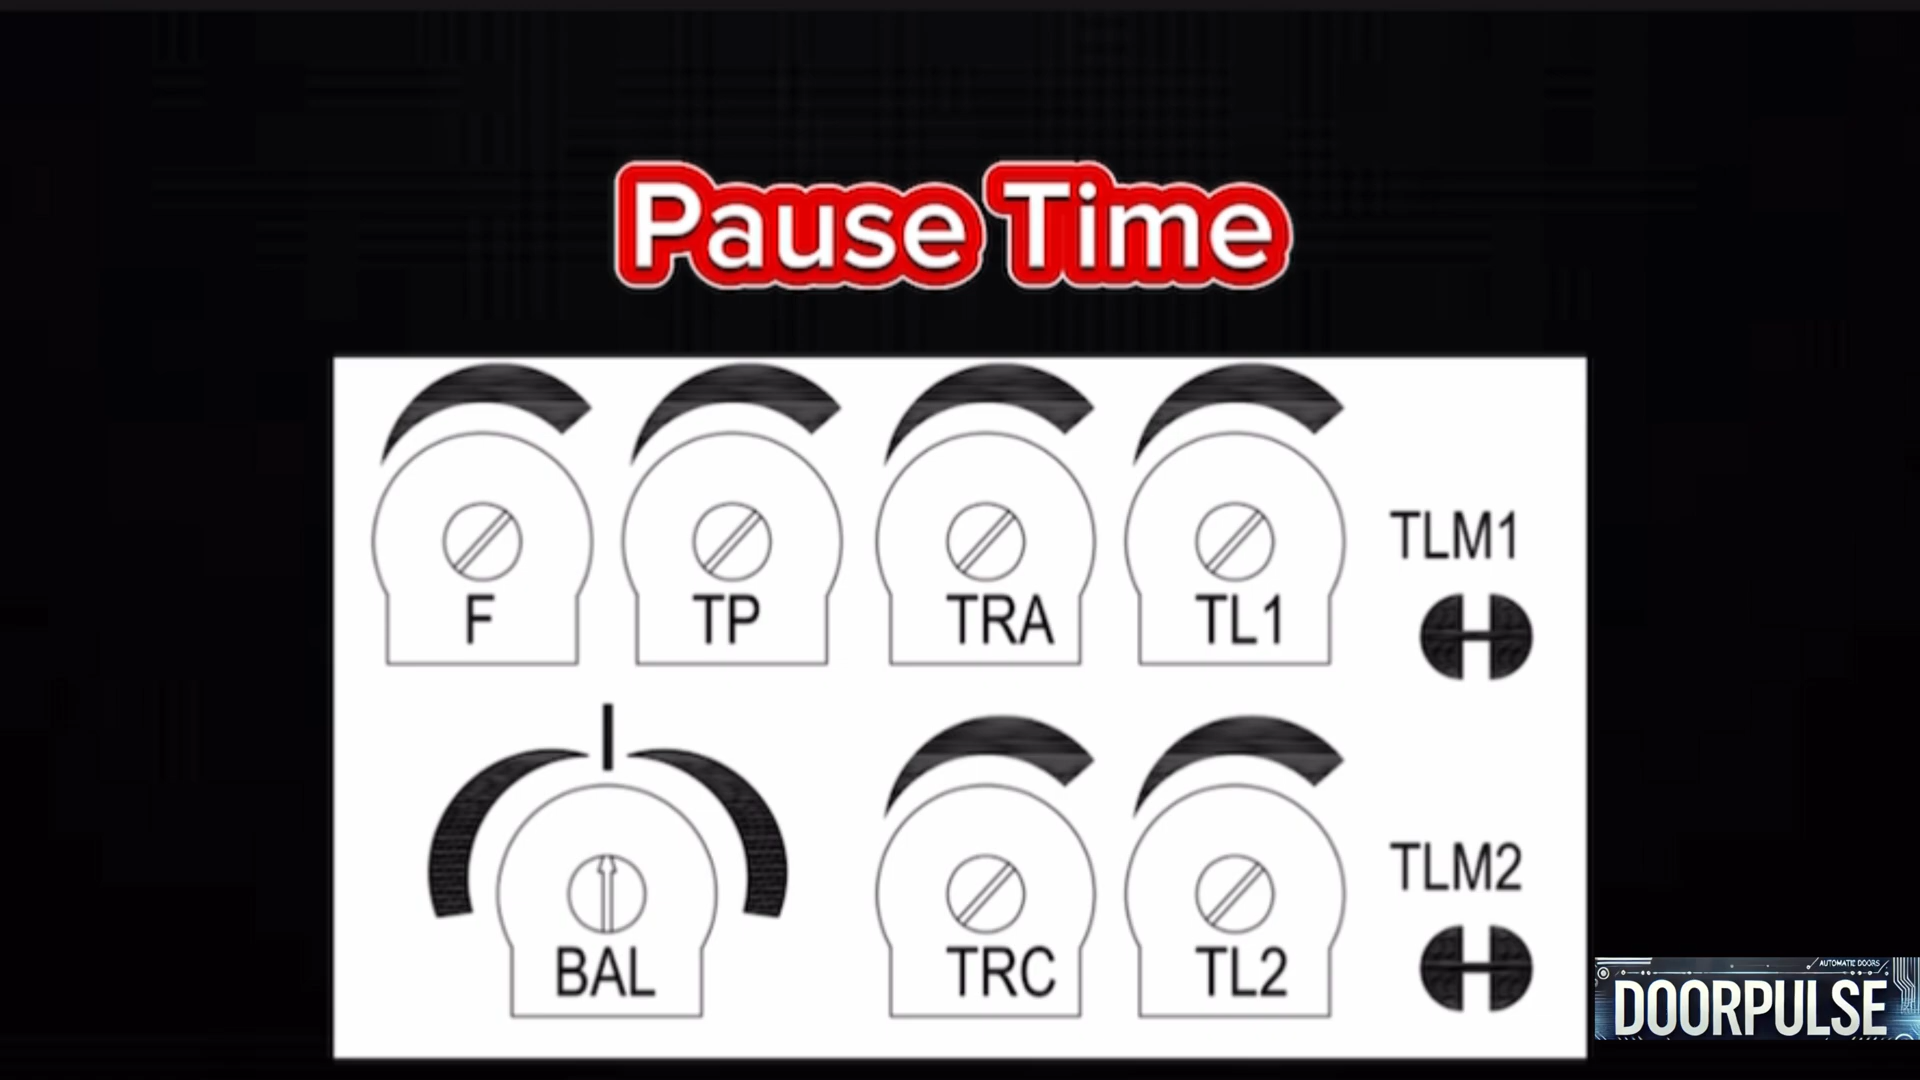 Pause Time
F TP TRA TL1 TLM1
BAL TRC TL2 TLM2
AUTOMATIC DOORS
DOORPULSE